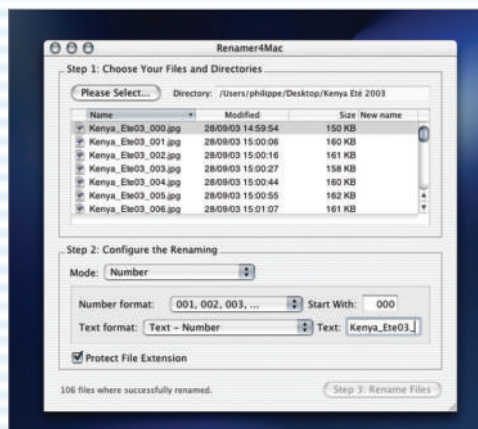 Renamer4Mac
Step 1: Choose Your Files and Directories
Please Select... Directory: /Users/philippe/Desktop/Kenya Eté 2003
Name Modified Size New name
Kenya_Ete03_000.jpg 28/09/03 14:59:54 150 KB
Kenya_Ete03_001.jpg 28/09/03 15:00:06 160 KB
Kenya_Ete03_002.jpg 28/09/03 15:00:16 161 KB
Kenya_Ete03_003.jpg 28/09/03 15:00:27 158 KB
Kenya_Ete03_004.jpg 28/09/03 15:00:44 160 KB
Kenya_Ete03_005.jpg 28/09/03 15:00:55 162 KB
Kenya_Ete03_006.jpg 28/09/03 15:01:07 161 KB
Step 2: Configure the Renaming
Mode: Number
Number format: 001, 002, 003, ... Start With: 000
Text format: Text – Number Text: Kenya_Ete03_
Protect File Extension
106 files where successfully renamed. Step 3: Rename Files